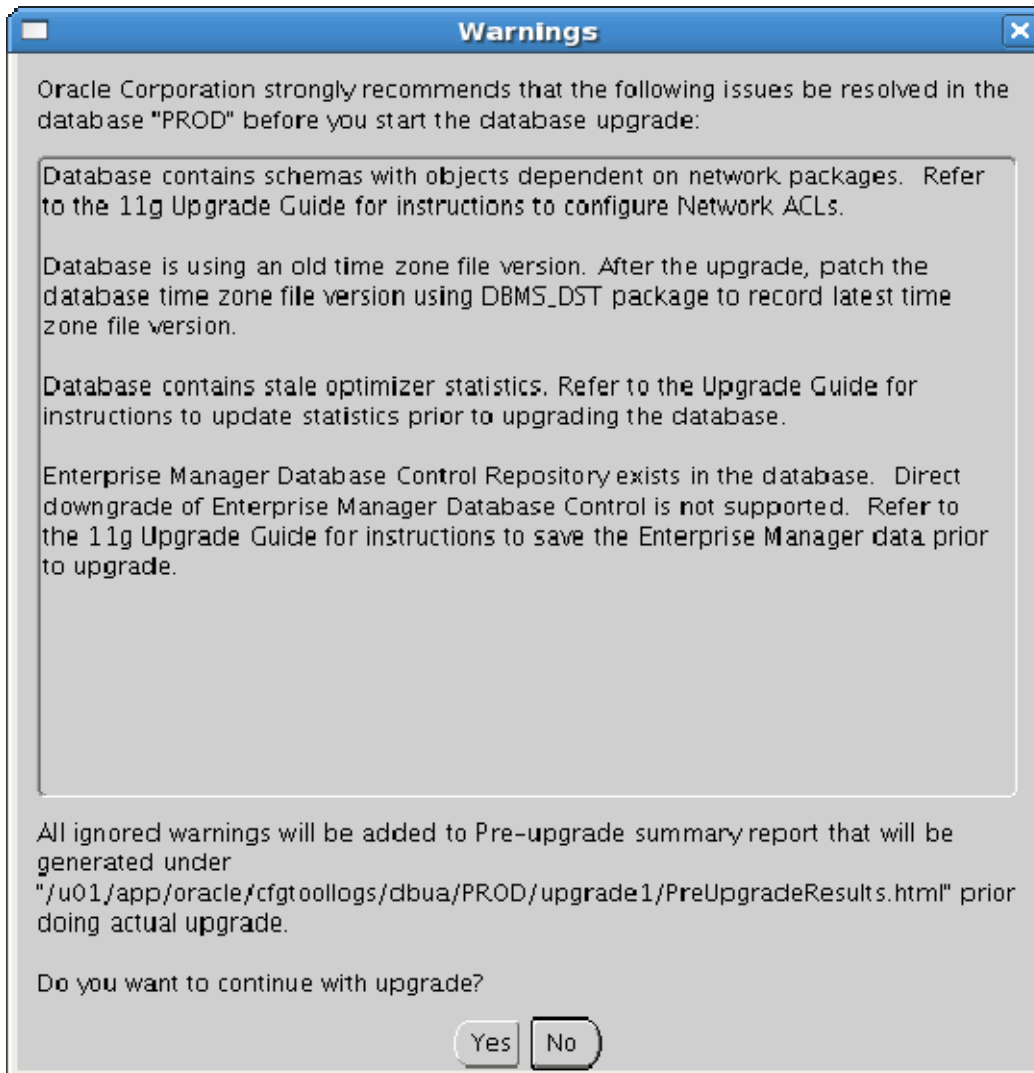 Warnings
Oracle Corporation strongly recommends that the following issues be resolved in the
database "PROD" before you start the database upgrade:
Database contains schemas with objects dependent on network packages.  Refer
to the 11g Upgrade Guide for instructions to configure Network ACLs.
Database is using an old time zone file version. After the upgrade, patch the
database time zone file version using DBMS_DST package to record latest time
zone file version.
Database contains stale optimizer statistics. Refer to the Upgrade Guide for
instructions to update statistics prior to upgrading the database.
Enterprise Manager Database Control Repository exists in the database.  Direct
downgrade of Enterprise Manager Database Control is not supported.  Refer to
the 11g Upgrade Guide for instructions to save the Enterprise Manager data prior
to upgrade.
All ignored warnings will be added to Pre-upgrade summary report that will be
generated under
"/u01/app/oracle/cfgtoollogs/dbua/PROD/upgrade1/PreUpgradeResults.html" prior
doing actual upgrade.
Do you want to continue with upgrade?
Yes No